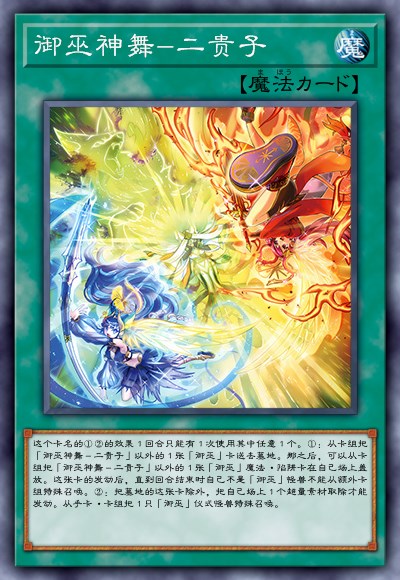 御巫神舞-二贵子
魔
【魔法カード】
まほう
这个卡名的①②的效果1回合只能有1次使用其中任意1个。①：从卡组把
「御巫神舞-二贵子」以外的1张「御巫」卡送去墓地。那之后，可以从卡
组把「御巫神舞-二贵子」以外的1张「御巫」魔法·陷阱卡在自己场上盖
放。这张卡的发动后，直到回合结束时自己不是「御巫」怪兽不能从额外卡
组特殊召唤。②：把墓地的这张卡除外，把自己场上1个超量素材取除才能
发动。从手卡·卡组把1只「御巫」仪式怪兽特殊召唤。